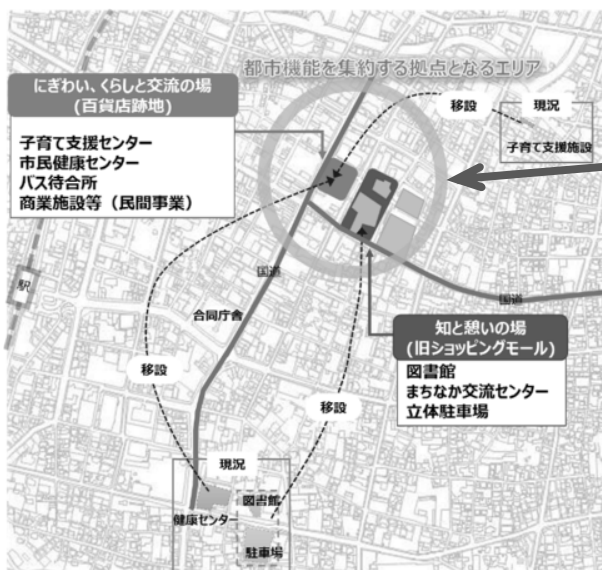 都市機能を集約する拠点となるエリア
にぎわい、くらしと交流の場
(百貨店跡地)
子育て支援センター
市民健康センター
バス待合所
商業施設等（民間事業）
移設
現況
子育て支援施設
国道
国道
駅
合同庁舎
知と憩いの場
(旧ショッピングモール)
図書館
まちなか交流センター
立体駐車場
移設
移設
現況
図書館
健康センター
駐車場